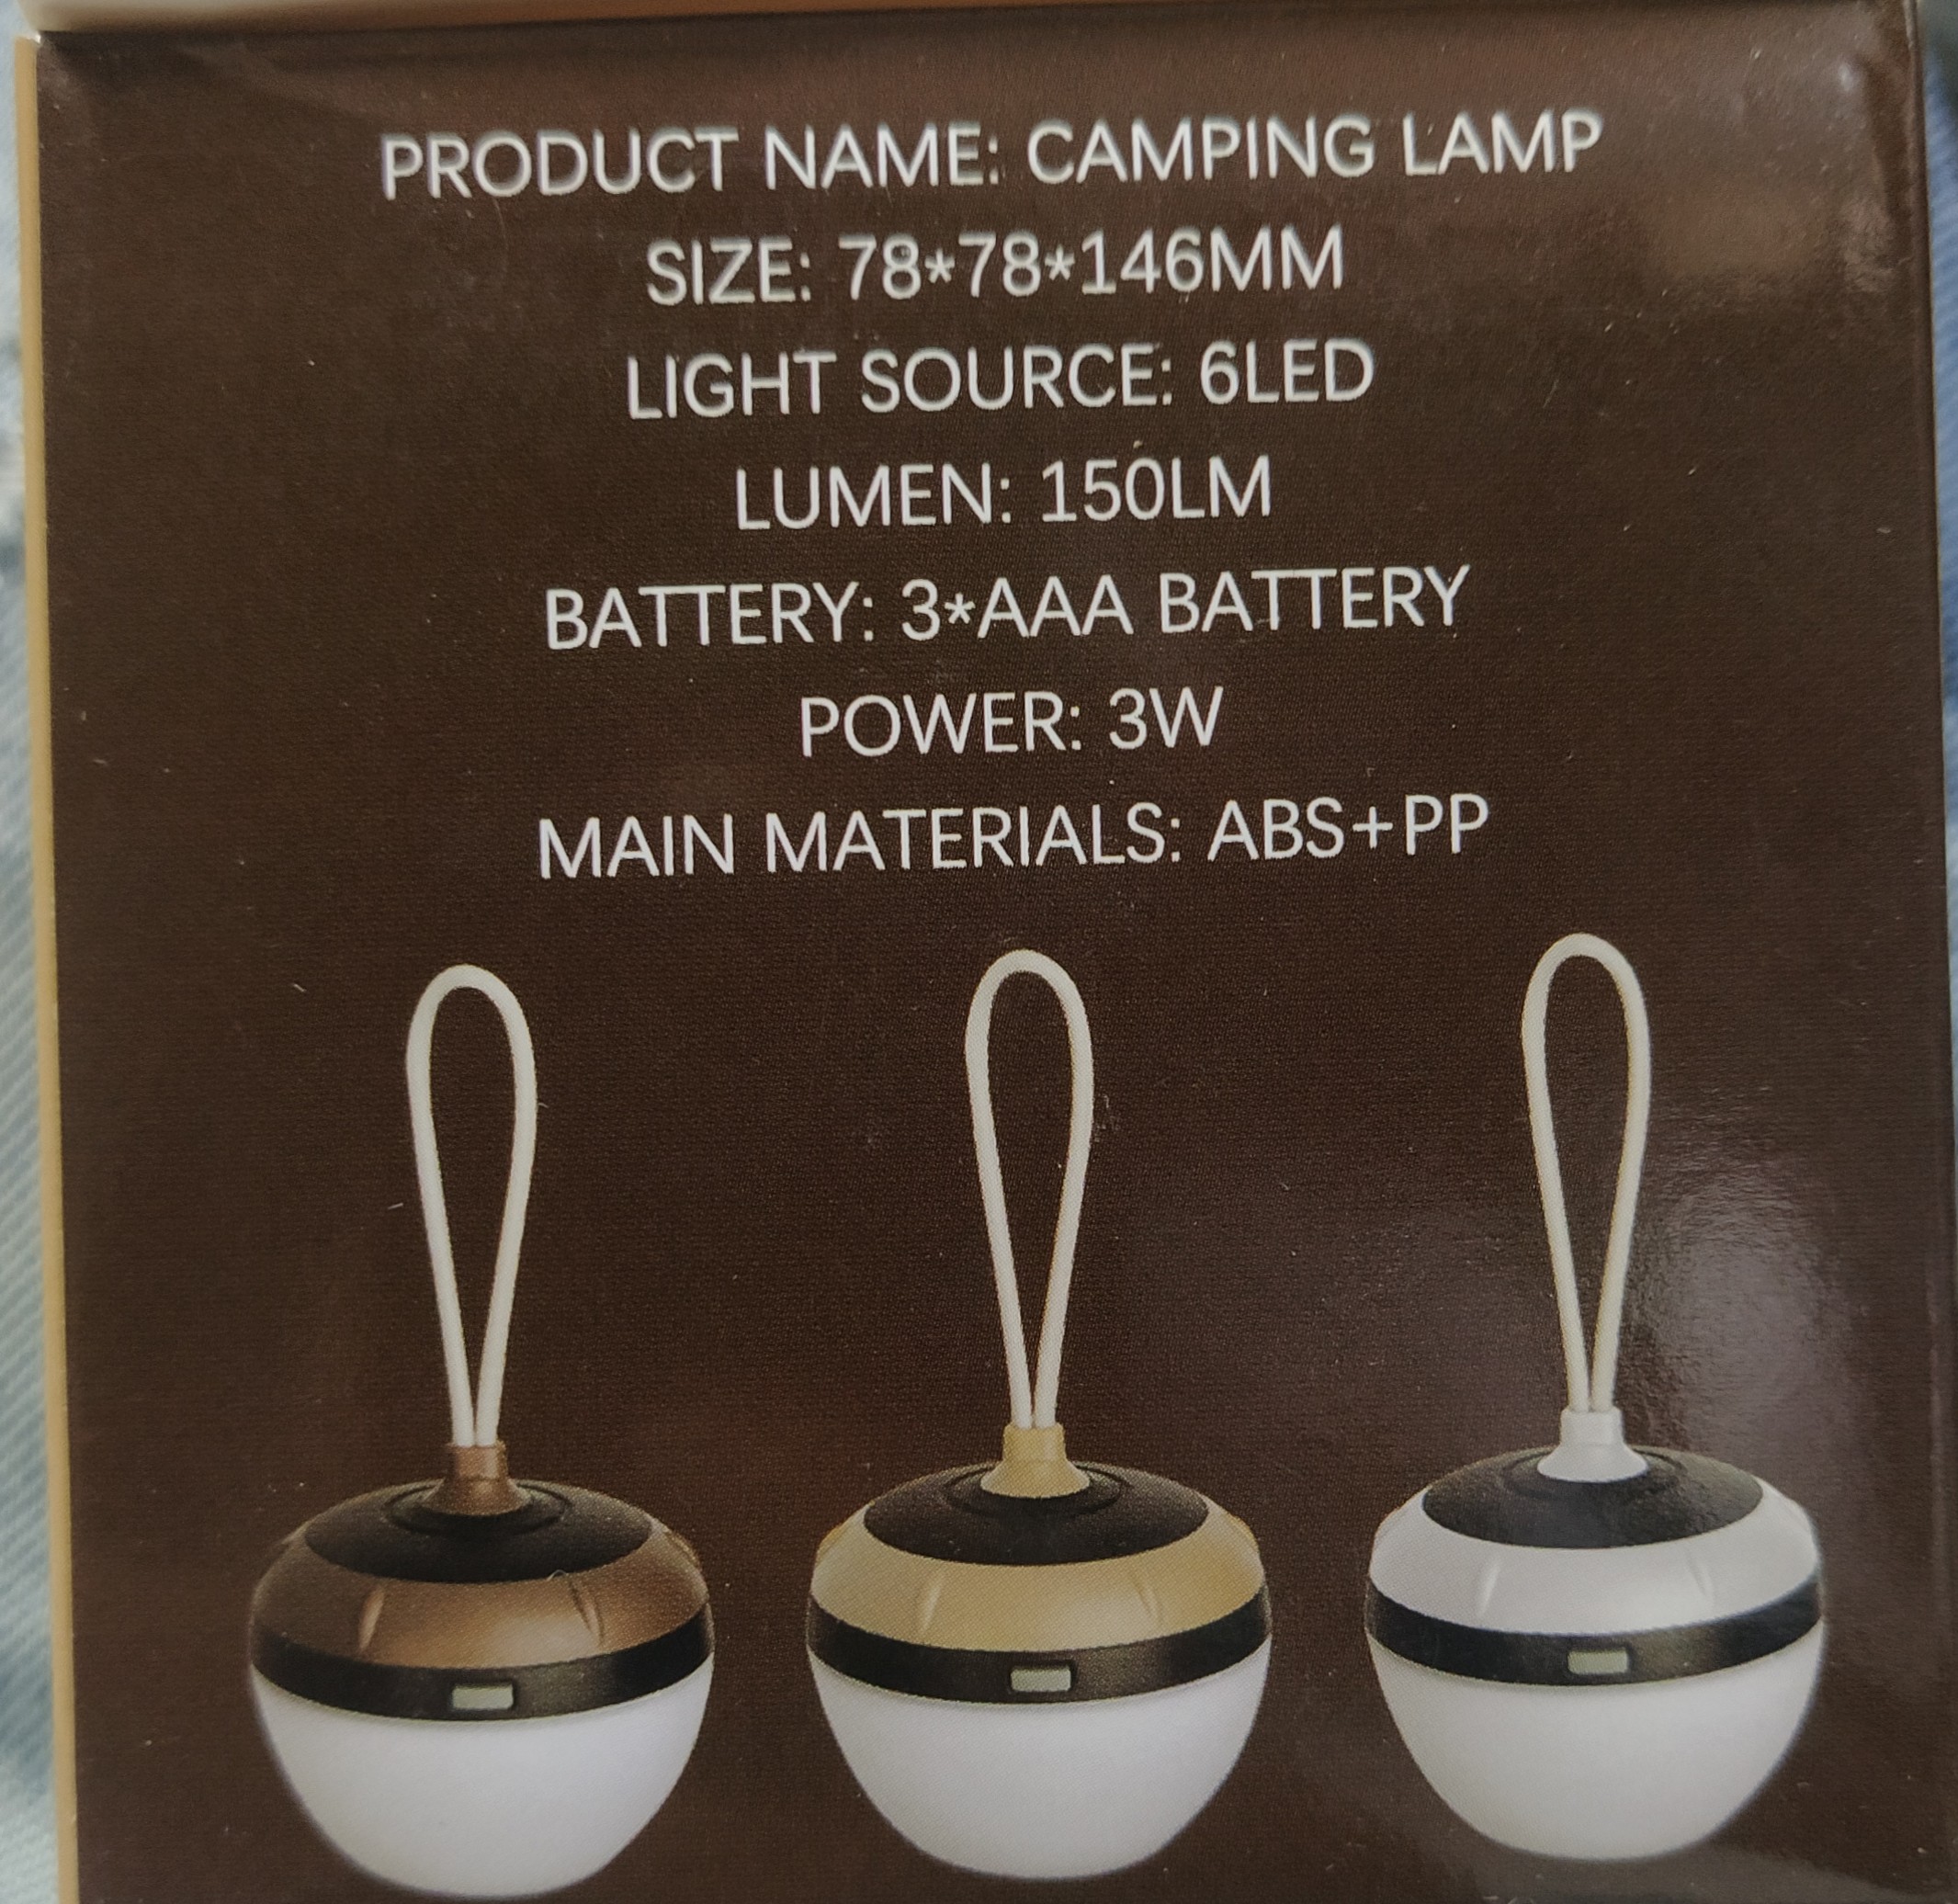 PRODUCT NAME: CAMPING LAMP
SIZE: 78*78*146MM
LIGHT SOURCE: 6LED
LUMEN: 150LM
BATTERY: 3*AAA BATTERY
POWER: 3W
MAIN MATERIALS: ABS+PP